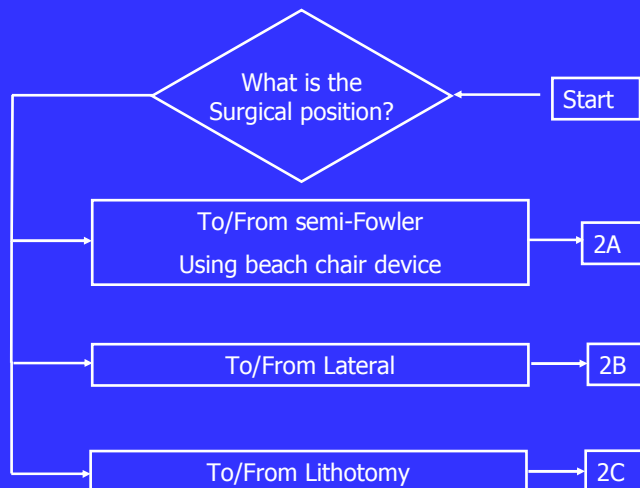 What is the
Surgical position?
Start
To/From semi-Fowler
Using beach chair device
2A
To/From Lateral
2B
To/From Lithotomy
2C